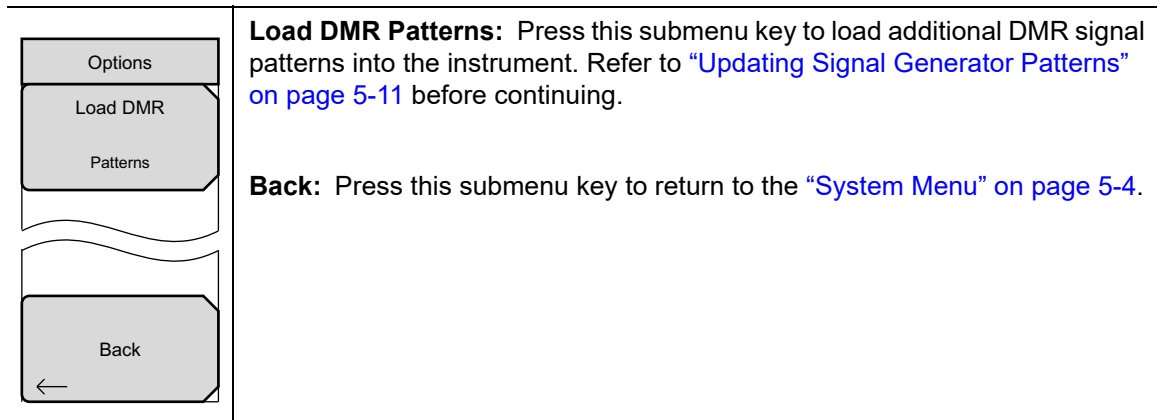 Options
Load DMR
Patterns
Back
Load DMR Patterns: Press this submenu key to load additional DMR signal
patterns into the instrument. Refer to “Updating Signal Generator Patterns”
on page 5-11 before continuing.
Back: Press this submenu key to return to the “System Menu” on page 5-4.